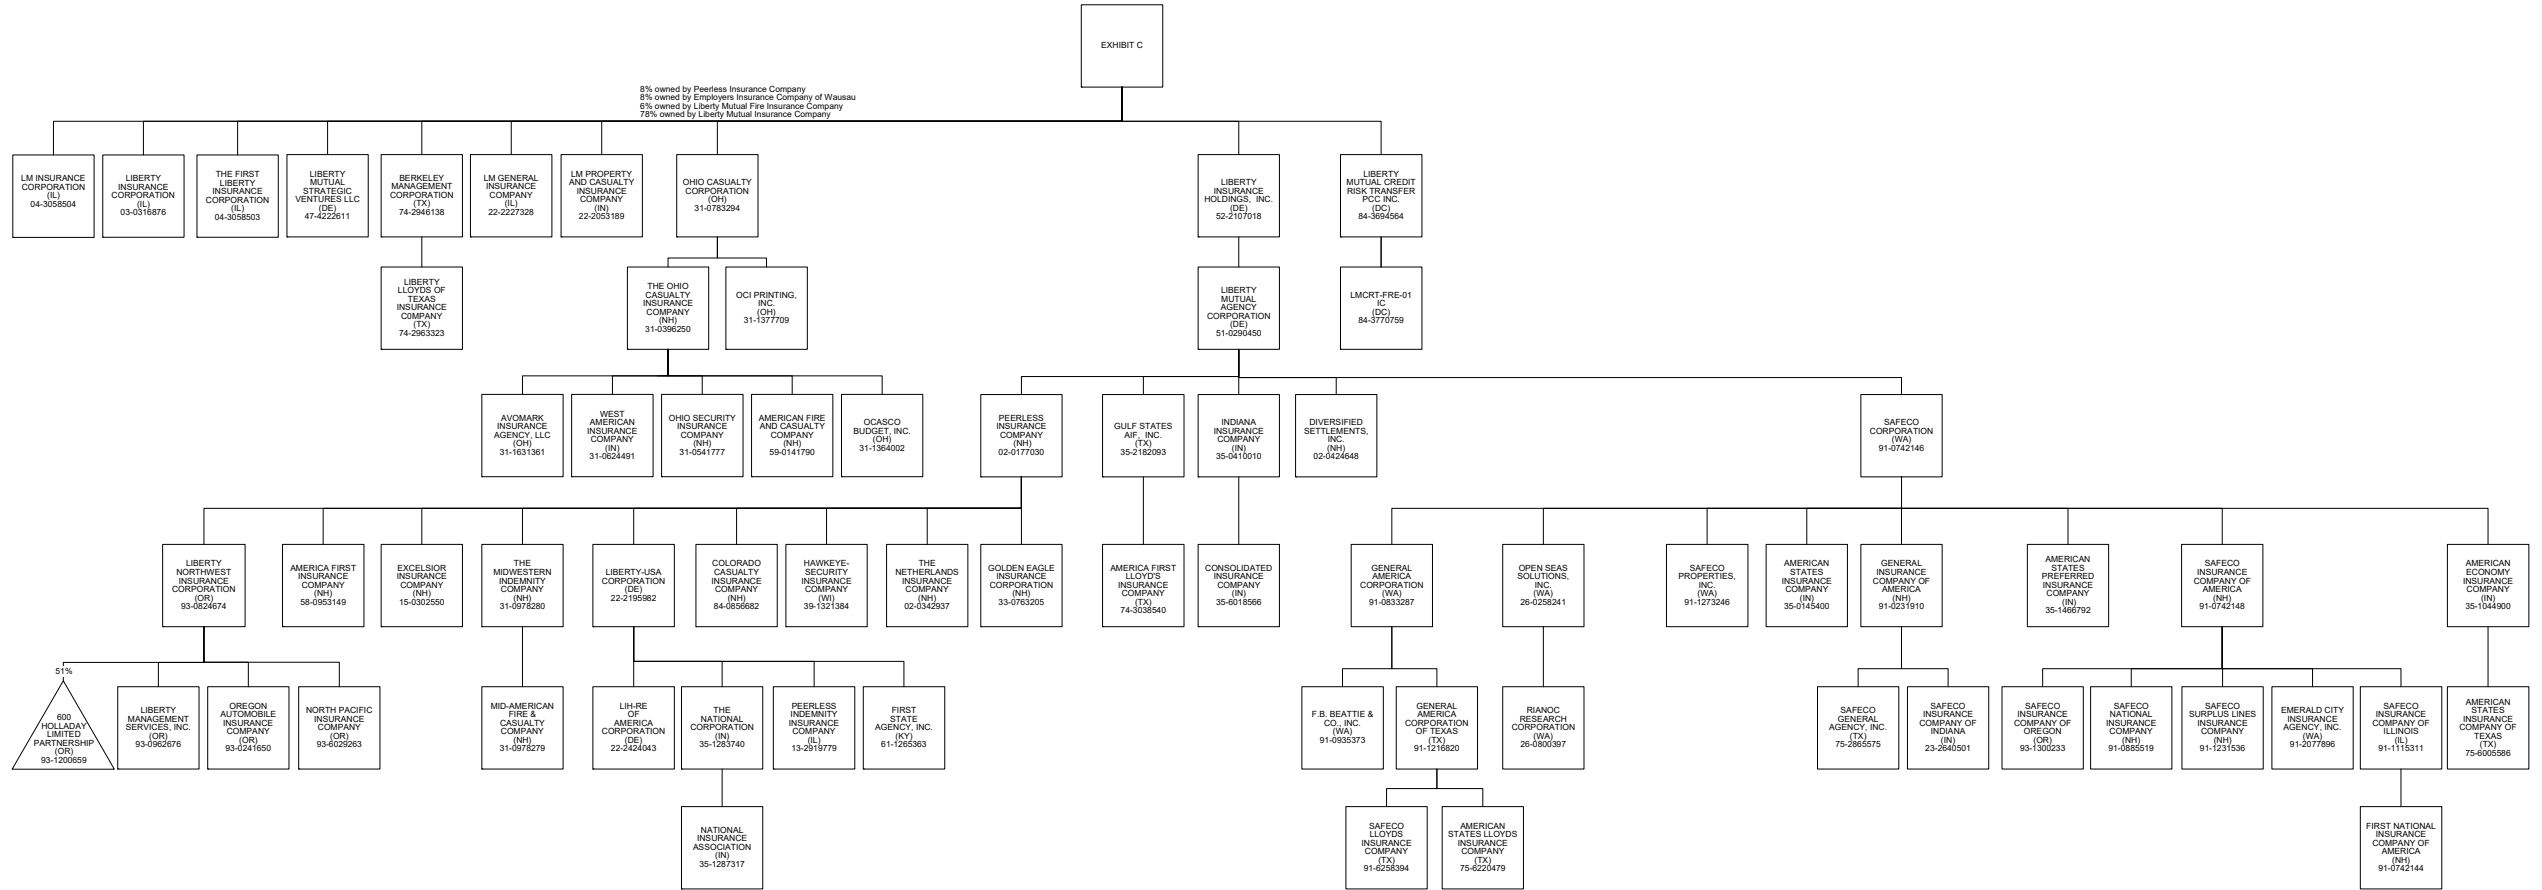 EXHIBIT C
8% owned by Peerless Insurance Company
8% owned by Employers Insurance Company of Wausau
6% owned by Liberty Mutual Fire Insurance Company
78% owned by Liberty Mutual Insurance Company
LM INSURANCE
CORPORATION
(IL)
04-3058504
LIBERTY
INSURANCE
CORPORATION
(IL)
03-0316876
THE FIRST
LIBERTY
INSURANCE
CORPORATION
(IL)
04-3058503
LIBERTY
MUTUAL
STRATEGIC
VENTURES LLC
(DE)
47-4222611
BERKELEY
MANAGEMENT
CORPORATION
(TX)
74-2946138
LM GENERAL
INSURANCE
COMPANY
(IL)
22-2227328
LM PROPERTY
AND CASUALTY
INSURANCE
COMPANY
(IN)
22-2053189
OHIO CASUALTY
CORPORATION
(OH)
31-0783294
LIBERTY
INSURANCE
HOLDINGS, INC.
(DE)
52-2107018
LIBERTY
MUTUAL CREDIT
RISK TRANSFER
PCC INC.
(DC)
84-3694564
LIBERTY
LLOYDS OF
TEXAS
INSURANCE
C0MPANY
(TX)
74-2963323
THE OHIO
CASUALTY
INSURANCE
COMPANY
(NH)
31-0396250
OCI PRINTING,
INC.
(OH)
31-1377709
LIBERTY
MUTUAL
AGENCY
CORPORATION
(DE)
51-0290450
LMCRT-FRE-01
IC
(DC)
84-3770759
AVOMARK
INSURANCE
AGENCY, LLC
(OH)
31-1631361
WEST
AMERICAN
INSURANCE
COMPANY
(IN)
31-0624491
OHIO SECURITY
INSURANCE
COMPANY
(NH)
31-0541777
AMERICAN FIRE
AND CASUALTY
COMPANY
(NH)
59-0141790
OCASCO
BUDGET, INC.
(OH)
31-1364002
PEERLESS
INSURANCE
COMPANY
(NH)
02-0177030
GULF STATES
AIF, INC.
(TX)
35-2182093
INDIANA
INSURANCE
COMPANY
(IN)
35-0410010
DIVERSIFIED
SETTLEMENTS,
INC.
(NH)
02-0424648
SAFECO
CORPORATION
(WA)
91-0742146
LIBERTY
NORTHWEST
INSURANCE
CORPORATION
(OR)
93-0824674
AMERICA FIRST
INSURANCE
COMPANY
(NH)
58-0953149
EXCELSIOR
INSURANCE
COMPANY
(NH)
15-0302550
THE
MIDWESTERN
INDEMNITY
COMPANY
(NH)
31-0978280
LIBERTY-USA
CORPORATION
(DE)
22-2195982
COLORADO
CASUALTY
INSURANCE
COMPANY
(NH)
84-0856682
HAWKEYE-
SECURITY
INSURANCE
COMPANY
(WI)
39-1321384
THE
NETHERLANDS
INSURANCE
COMPANY
(NH)
02-0342937
GOLDEN EAGLE
INSURANCE
CORPORATION
(NH)
33-0763205
AMERICA FIRST
LLOYD'S
INSURANCE
COMPANY
(TX)
74-3038540
CONSOLIDATED
INSURANCE
COMPANY
(IN)
35-6018566
GENERAL
AMERICA
CORPORATION
(WA)
91-0833287
OPEN SEAS
SOLUTIONS,
INC.
(WA)
26-0258241
SAFECO
PROPERTIES,
INC.
(WA)
91-1273246
AMERICAN
STATES
INSURANCE
COMPANY
(IN)
35-0145400
GENERAL
INSURANCE
COMPANY OF
AMERICA
(NH)
91-0231910
AMERICAN
STATES
PREFERRED
INSURANCE
COMPANY
(IN)
35-1466792
SAFECO
INSURANCE
COMPANY OF
AMERICA
(NH)
91-0742148
AMERICAN
ECONOMY
INSURANCE
COMPANY
(IN)
35-1044900
51%
600
HOLLADAY
LIMITED
PARTNERSHIP
(OR)
93-1200659
LIBERTY
MANAGEMENT
SERVICES, INC.
(OR)
93-0962676
OREGON
AUTOMOBILE
INSURANCE
COMPANY
(OR)
93-0241650
NORTH PACIFIC
INSURANCE
COMPANY
(OR)
93-6029263
MID-AMERICAN
FIRE &
CASUALTY
COMPANY
(NH)
31-0978279
LIH-RE
OF
AMERICA
CORPORATION
(DE)
22-2424043
THE
NATIONAL
CORPORATION
(IN)
35-1283740
PEERLESS
INDEMNITY
INSURANCE
COMPANY
(IL)
13-2919779
FIRST
STATE
AGENCY, INC.
(KY)
61-1265363
F.B. BEATTIE &
CO., INC.
(WA)
91-0935373
GENERAL
AMERICA
CORPORATION
OF TEXAS
(TX)
91-1216820
RIANOC
RESEARCH
CORPORATION
(WA)
26-0800397
SAFECO
GENERAL
AGENCY, INC.
(TX)
75-2865575
SAFECO
INSURANCE
COMPANY OF
INDIANA
(IN)
23-2640501
SAFECO
INSURANCE
COMPANY OF
OREGON
(OR)
93-1300233
SAFECO
NATIONAL
INSURANCE
COMPANY
(NH)
91-0885519
SAFECO
SURPLUS LINES
INSURANCE
COMPANY
(NH)
91-1231536
EMERALD CITY
INSURANCE
AGENCY, INC.
(WA)
91-2077896
SAFECO
INSURANCE
COMPANY OF
ILLINOIS
(IL)
91-1115311
AMERICAN
STATES
INSURANCE
COMPANY OF
TEXAS
(TX)
75-6005586
NATIONAL
INSURANCE
ASSOCIATION
(IN)
35-1287317
SAFECO
LLOYDS
INSURANCE
COMPANY
(TX)
91-6258394
AMERICAN
STATES LLOYDS
INSURANCE
COMPANY
(TX)
75-6220479
FIRST NATIONAL
INSURANCE
COMPANY OF
AMERICA
(NH)
91-0742144